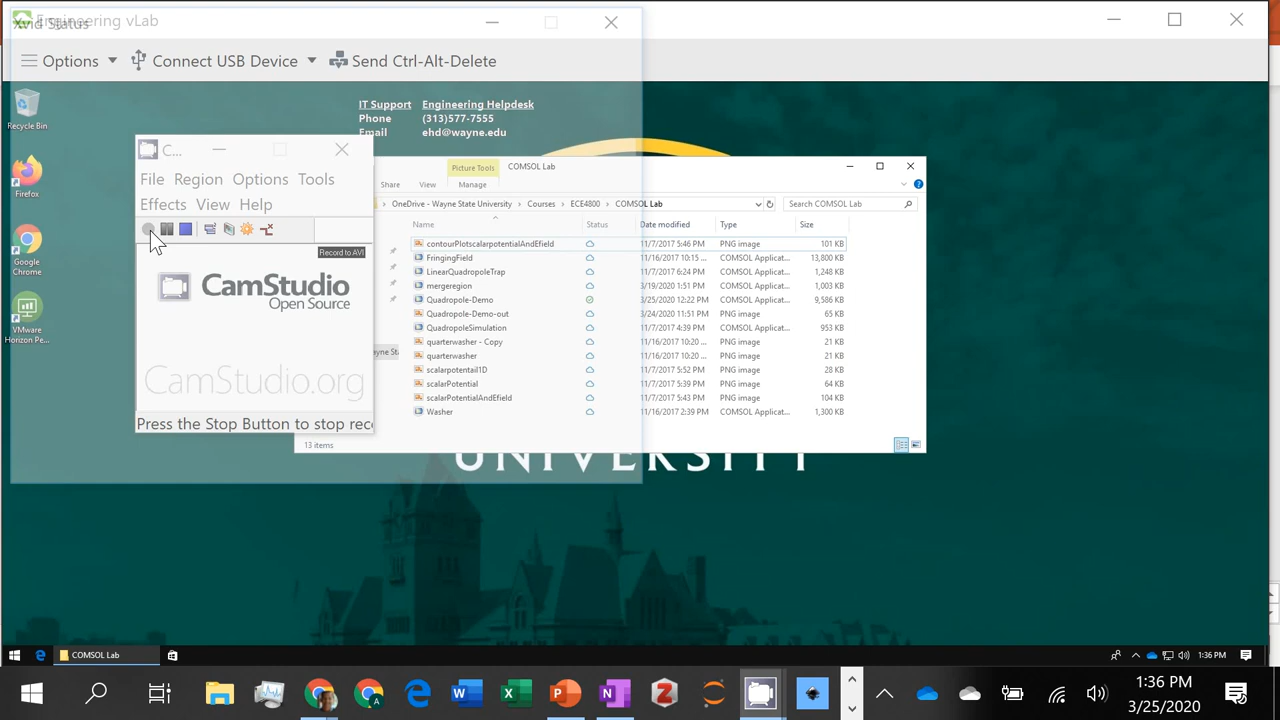 Xvid Status
Engineering vLab
Options
Connect USB Device
Send Ctrl-Alt-Delete
Recycle Bin
Firefox
Google
Chrome
VMware
Horizon Pe...
IT Support Engineering Helpdesk
Phone (313)577-7555
Email ehd@wayne.edu
C...
File Region Options Tools
Effects View Help
Record to AVI
CamStudio
Open Source
CamStudio.org
Press the Stop Button to stop rec
Picture Tools COMSOL Lab
Share View Manage
OneDrive - Wayne State University > Courses > ECE4800 > COMSOL Lab
Search COMSOL Lab
Name Status Date modified Type Size
contourPlotscalarpotentialAndEfield 11/7/2017 5:46 PM PNG image 101 KB
FringingField 11/16/2017 10:15 ... COMSOL Applicat... 13,800 KB
LinearQuadropoleTrap 11/7/2017 6:24 PM COMSOL Applicat... 1,248 KB
mergeregion 3/19/2020 1:51 PM COMSOL Applicat... 1,003 KB
Quadropole-Demo 3/25/2020 12:22 PM COMSOL Applicat... 9,586 KB
Quadropole-Demo-out 3/24/2020 11:51 PM PNG image 65 KB
QuadropoleSimulation 11/7/2017 4:39 PM COMSOL Applicat... 953 KB
quarterwasher - Copy 11/16/2017 10:20 ... PNG image 21 KB
quarterwasher 11/16/2017 10:20 ... PNG image 21 KB
scalarpotentail1D 11/7/2017 5:52 PM PNG image 28 KB
scalarPotential 11/7/2017 5:39 PM PNG image 64 KB
scalarPotentialAndEfield 11/7/2017 5:43 PM PNG image 104 KB
Washer 11/16/2017 2:39 PM COMSOL Applicat... 1,300 KB
ayne Sta
13 items
UNIVERSITY
COMSOL Lab
1:36 PM
1:36 PM
3/25/2020